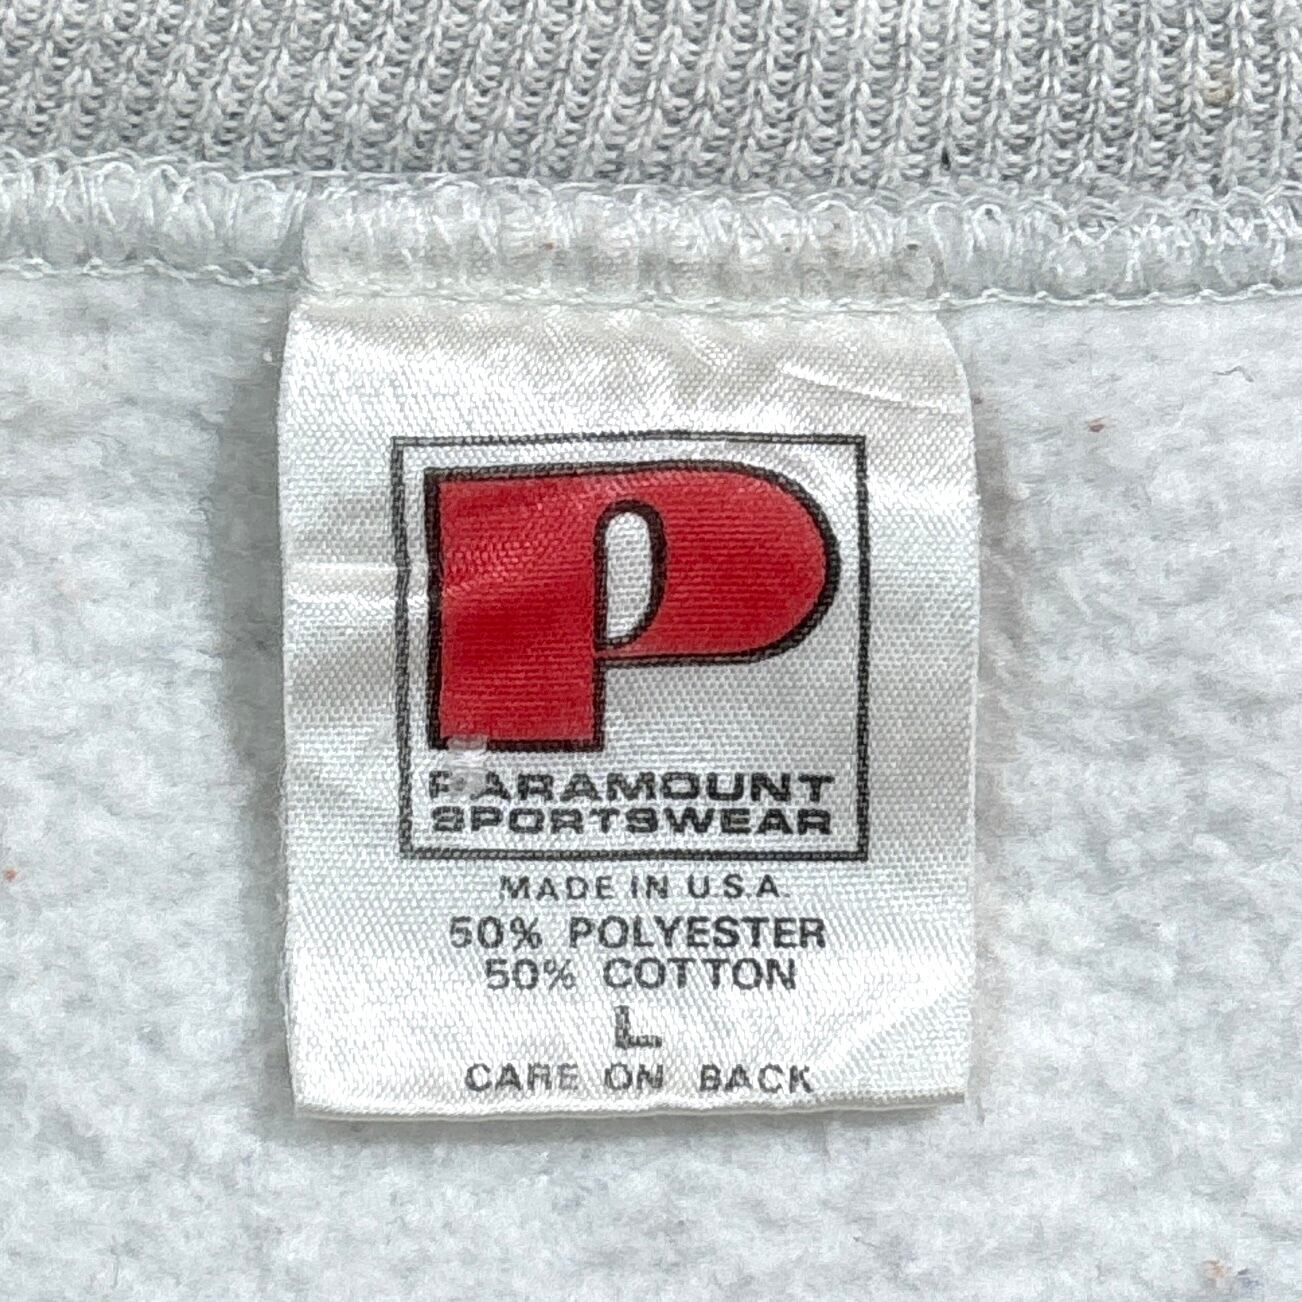 P
PARAMOUNT
SPORTSWEAR
MADE IN U.S.A.
50% POLYESTER
50% COTTON
L
CARE ON BACK